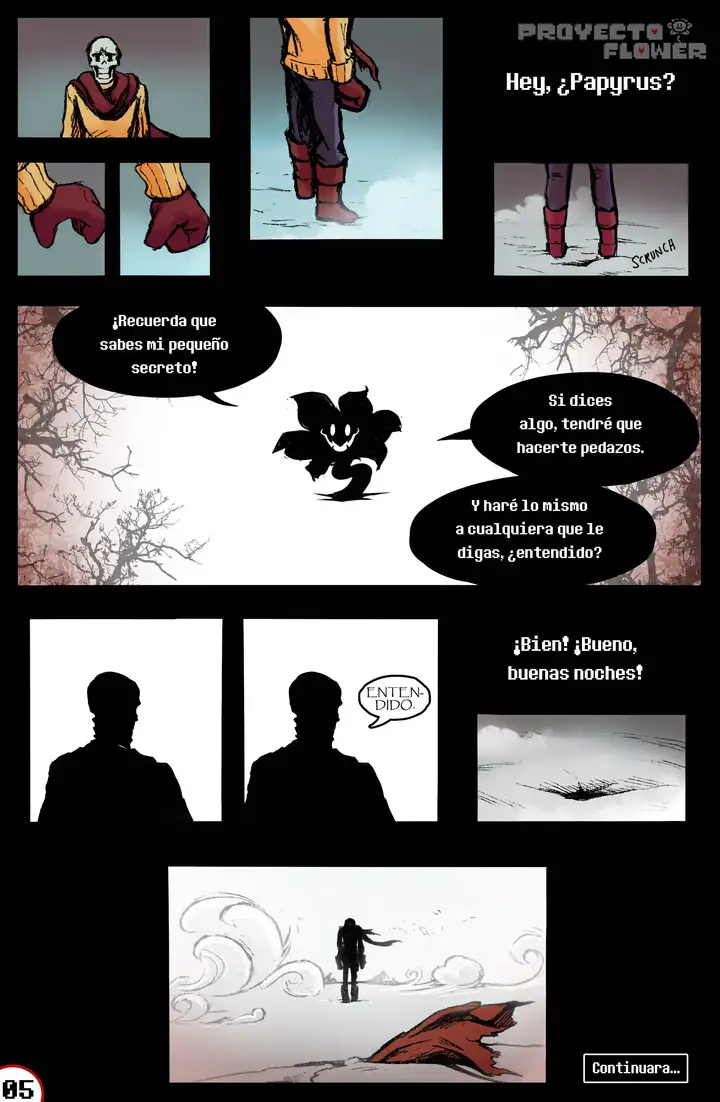 PROYECTO
FLOWER
Hey, ¿Papyrus?
SCRUNCH
¡Recuerda que
sabes mi pequeño
secreto!
Si dices
algo, tendré que
hacerte pedazos.
Y haré lo mismo
a cualquiera que le
digas, ¿entendido?
ENTEN-
DIDO.
¡Bien! ¡Bueno,
buenas noches!
Continuara...
05